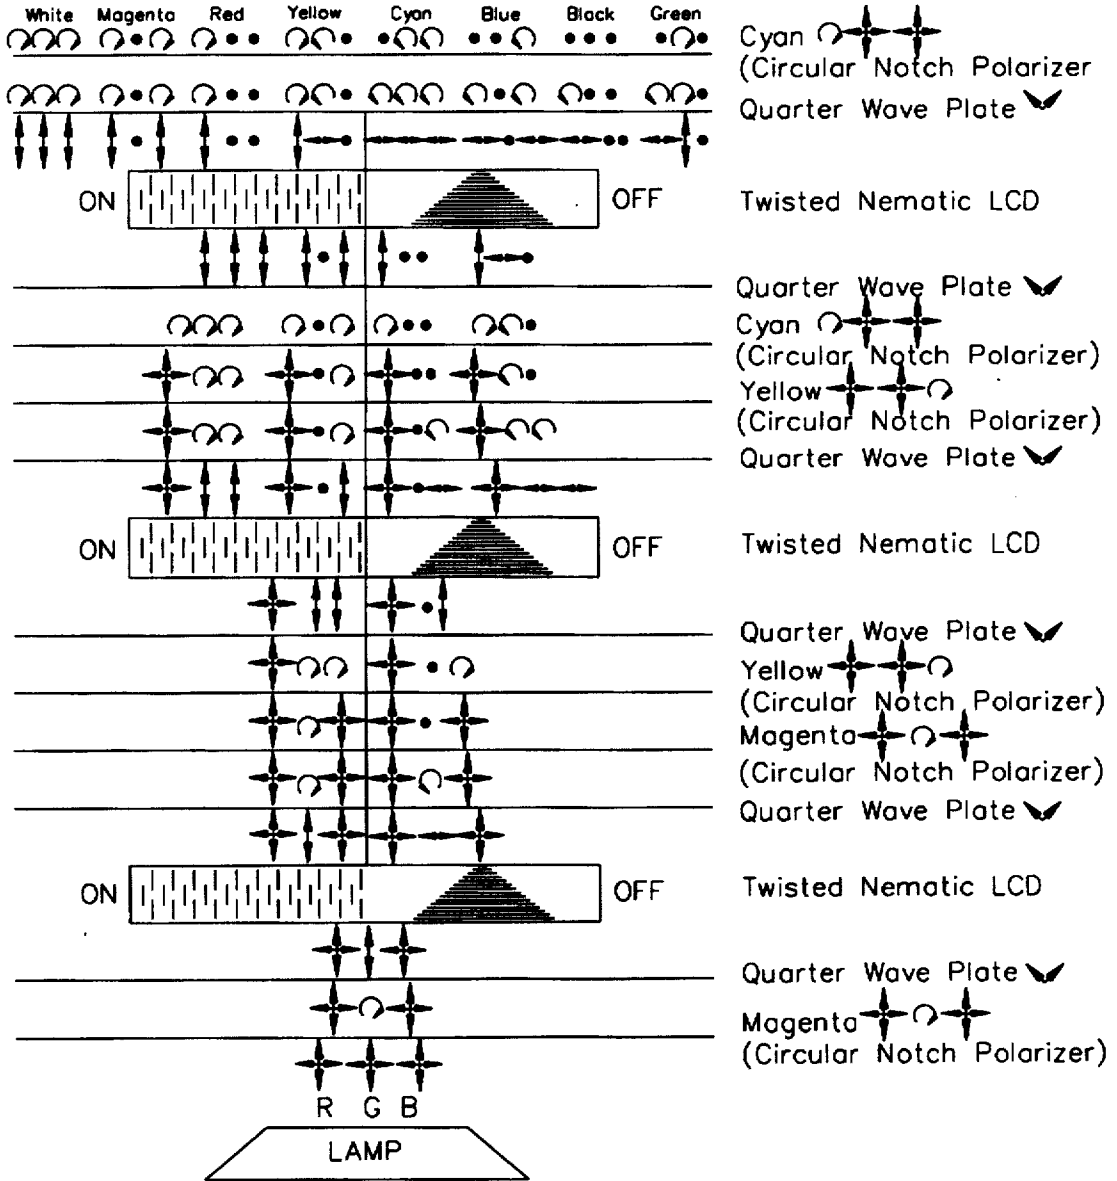 White Magenta Red Yellow Cyan Blue Black Green
Cyan
(Circular Notch Polarizer
Quarter Wave Plate
ON OFF Twisted Nematic LCD
Quarter Wave Plate
Cyan
(Circular Notch Polarizer)
Yellow
(Circular Notch Polarizer)
Quarter Wave Plate
ON OFF Twisted Nematic LCD
Quarter Wave Plate
Yellow
(Circular Notch Polarizer)
Magenta
(Circular Notch Polarizer)
Quarter Wave Plate
ON OFF Twisted Nematic LCD
Quarter Wave Plate
Magenta
(Circular Notch Polarizer)
R G B
LAMP